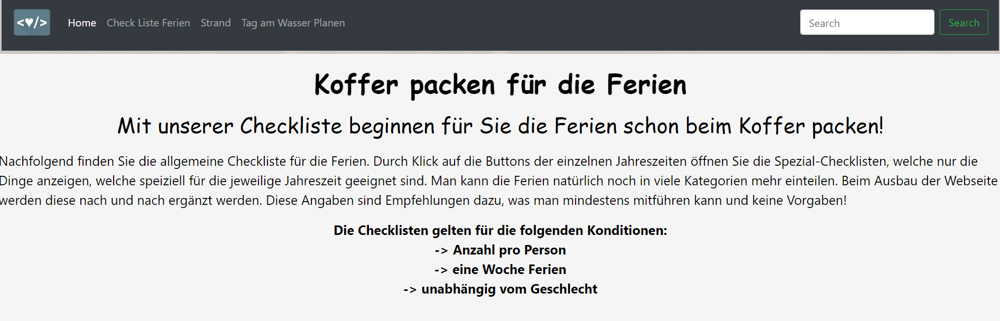 <♥/> Home Check Liste Ferien Strand Tag am Wasser Planen Search Search
Koffer packen für die Ferien
Mit unserer Checkliste beginnen für Sie die Ferien schon beim Koffer packen!
Nachfolgend finden Sie die allgemeine Checkliste für die Ferien. Durch Klick auf die Buttons der einzelnen Jahreszeiten öffnen Sie die Spezial-Checklisten, welche nur die
Dinge anzeigen, welche speiziell für die jeweilige Jahreszeit geeignet sind. Man kann die Ferien natürlich noch in viele Kategorien mehr einteilen. Beim Ausbau der Webseite
werden diese nach und nach ergänzt werden. Diese Angaben sind Empfehlungen dazu, was man mindestens mitführen kann und keine Vorgaben!
Die Checklisten gelten für die folgenden Konditionen:
-> Anzahl pro Person
-> eine Woche Ferien
-> unabhängig vom Geschlecht